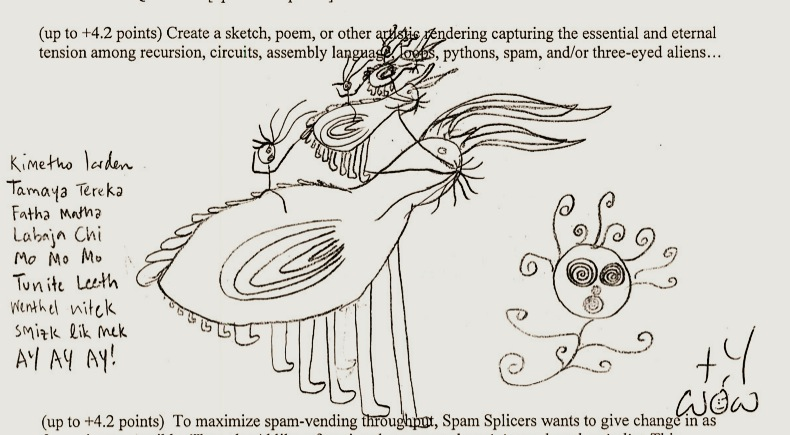 (up to +4.2 points) Create a sketch, poem, or other artistic rendering capturing the essential and eternal
tension among recursion, circuits, assembly language, loops, pythons, spam, and/or three-eyed aliens…
Kimetho
Tamaya Tereka
Fatha Matha
Labaja Chi
Mo Mo Mo
Tunite Leeth
Wenthel nitek
Smizk lik mek
AY AY AY!
WOW
(up to +4.2 points) To maximize spam-vending throughput, Spam Splicers wants to give change in as